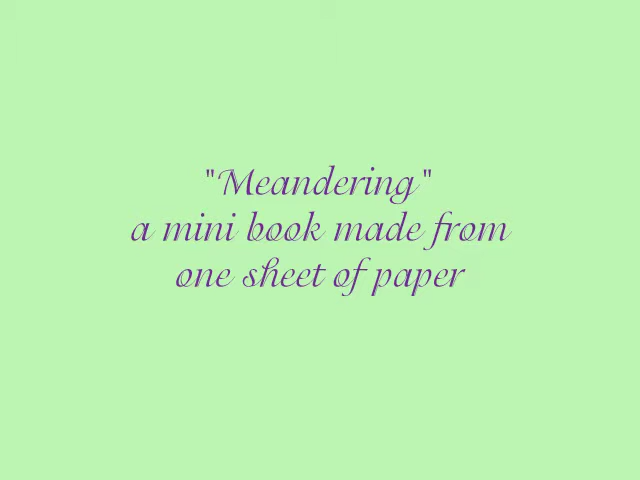 "Meandering"
a mini book made from
one sheet of paper